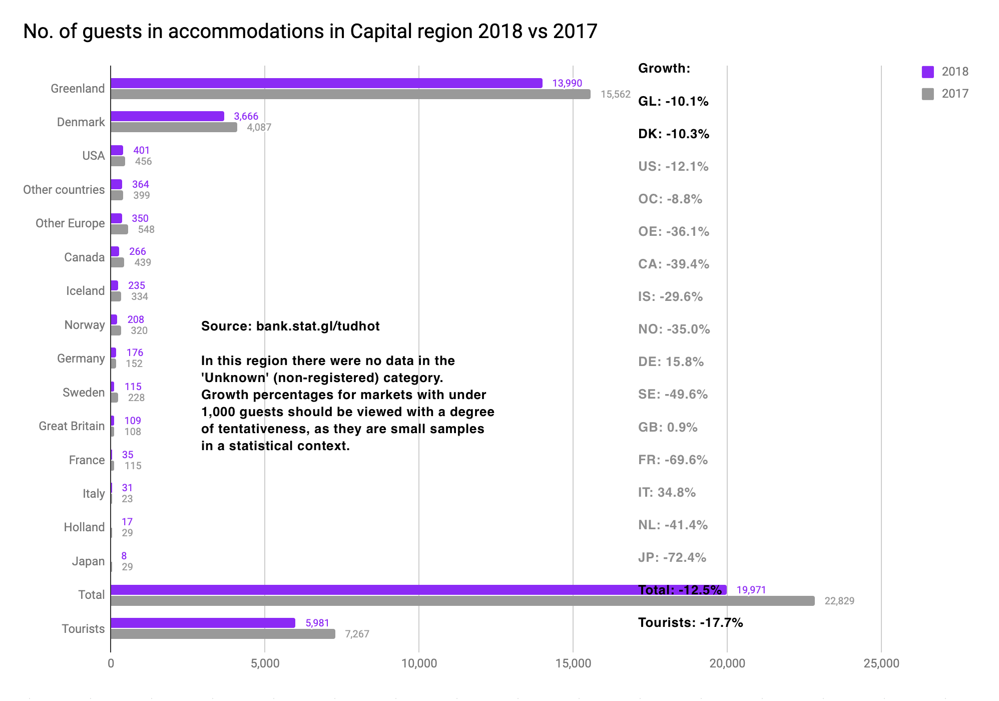 No. of guests in accommodations in Capital region 2018 vs 2017
2018
2017
Greenland
13,990
15,562
Denmark
3,666
4,087
USA
401
456
Other countries
364
399
Other Europe
350
548
Canada
266
439
Iceland
235
334
Norway
208
320
Germany
176
152
Sweden
115
228
Great Britain
109
108
France
35
115
Italy
31
23
Holland
17
29
Japan
8
29
Total
19,971
22,829
Tourists
5,981
7,267
0
5,000
10,000
15,000
20,000
25,000
Source: bank.stat.gl/tudhot
In this region there were no data in the
'Unknown' (non-registered) category.
Growth percentages for markets with under
1,000 guests should be viewed with a degree
of tentativeness, as they are small samples
in a statistical context.
Growth:
GL: -10.1%
DK: -10.3%
US: -12.1%
OC: -8.8%
OE: -36.1%
CA: -39.4%
IS: -29.6%
NO: -35.0%
DE: 15.8%
SE: -49.6%
GB: 0.9%
FR: -69.6%
IT: 34.8%
NL: -41.4%
JP: -72.4%
Total: -12.5%
Tourists: -17.7%